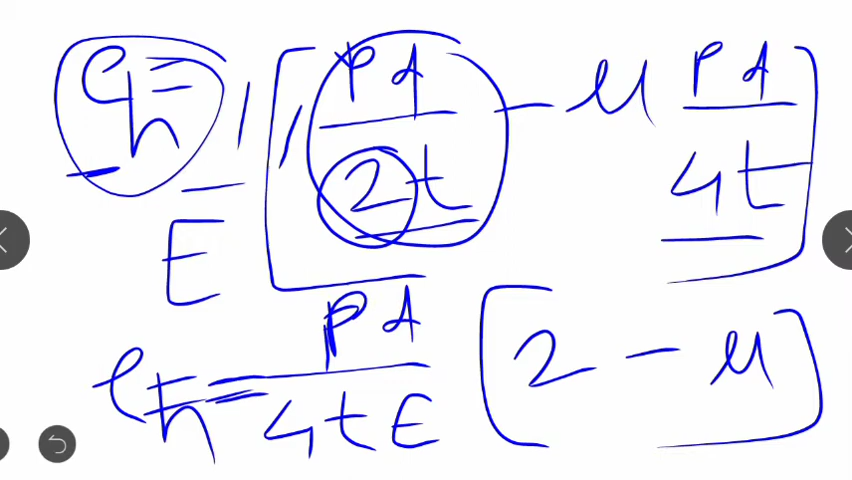 eh = 1/E [ Pd/2t - μ Pd/4t ]
eh = Pd/4tE [ 2 - μ ]